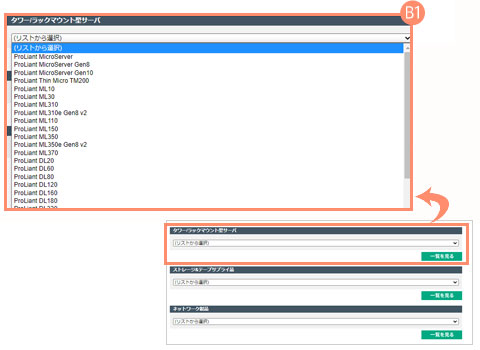 B1
タワー/ラックマウント型サーバ
(リストから選択)
(リストから選択)
ProLiant MicroServer
ProLiant MicroServer Gen8
ProLiant MicroServer Gen10
ProLiant Thin Micro TM200
ProLiant ML10
ProLiant ML30
ProLiant ML310
ProLiant ML310e Gen8 v2
ProLiant ML110
ProLiant ML150
ProLiant ML350
ProLiant ML350e Gen8 v2
ProLiant ML370
ProLiant DL20
ProLiant DL60
ProLiant DL80
ProLiant DL120
ProLiant DL160
ProLiant DL180
タワー/ラックマウント型サーバ
(リストから選択)
一覧を見る
ストレージ&テープサプライ品
(リストから選択)
一覧を見る
ネットワーク製品
(リストから選択)
一覧を見る